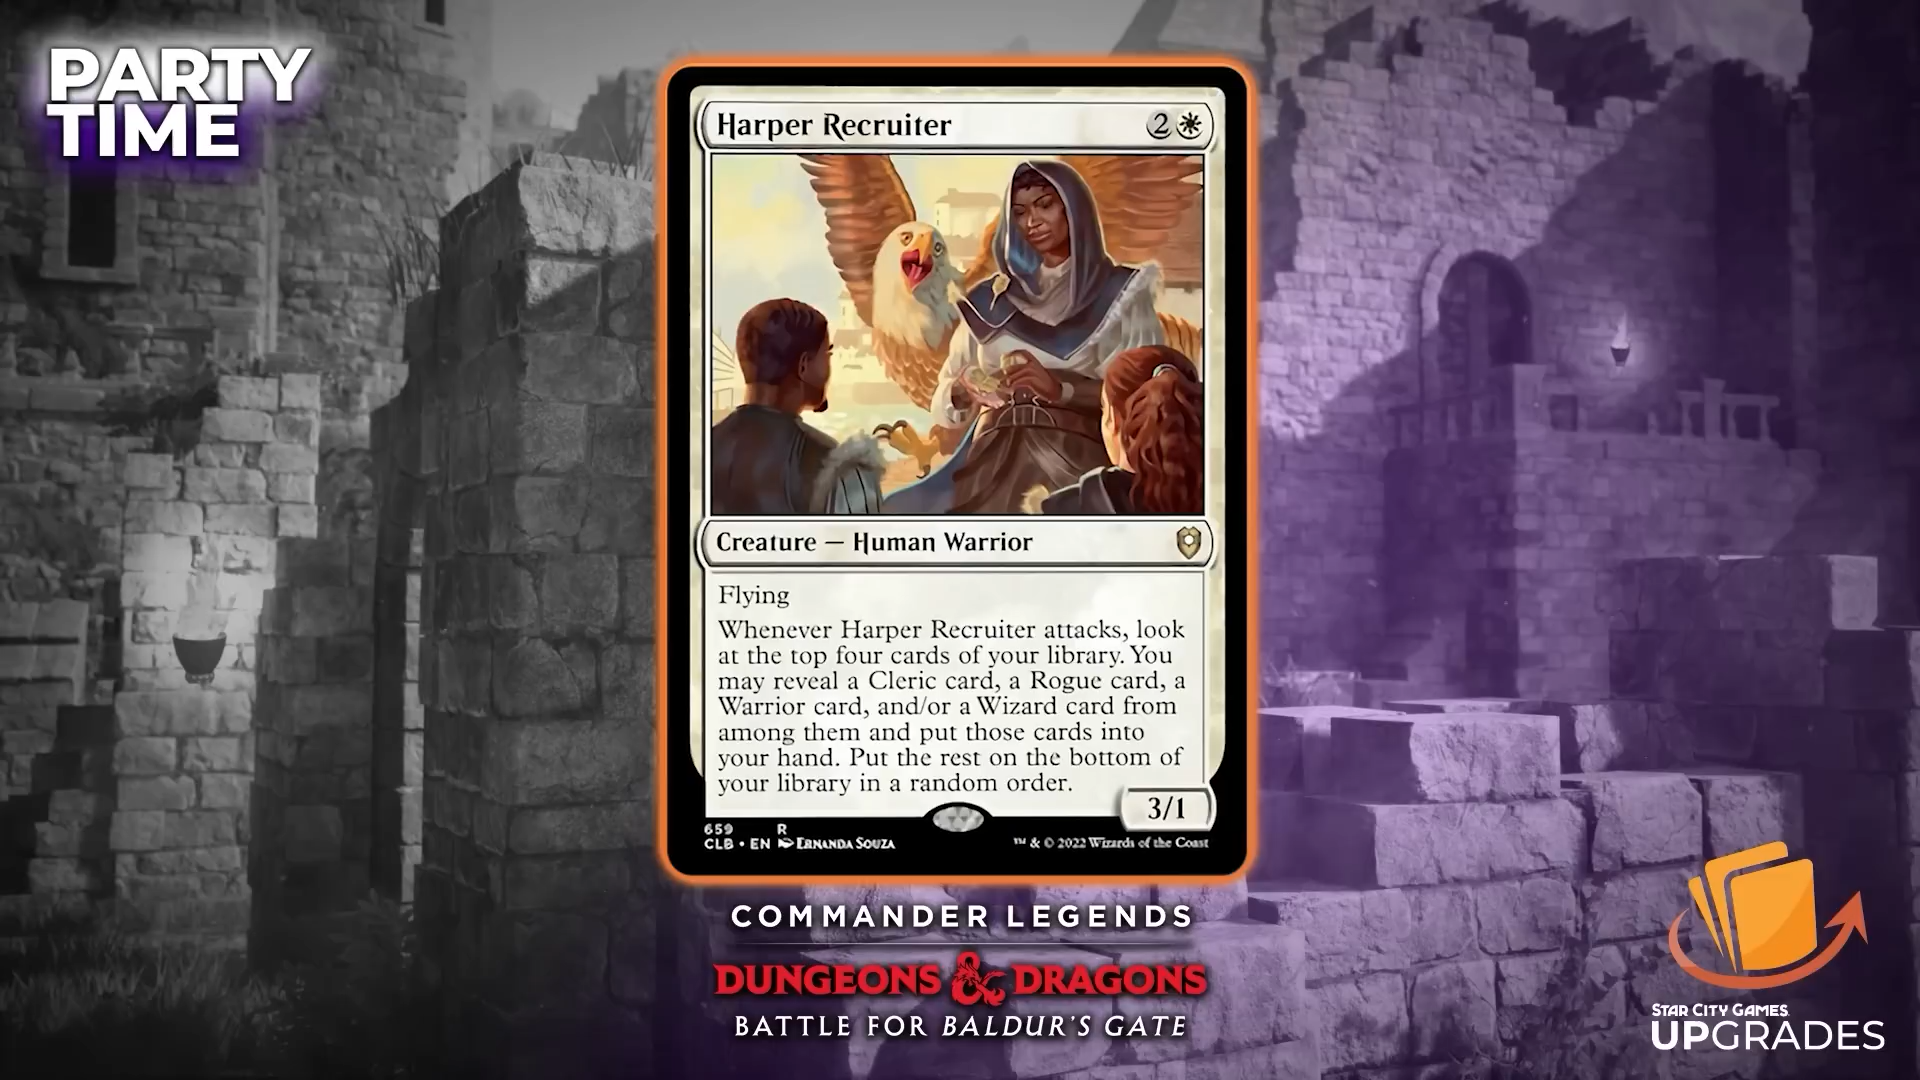 PARTY
TIME
Harper Recruiter 2
Creature — Human Warrior
Flying
Whenever Harper Recruiter attacks, look
at the top four cards of your library. You
may reveal a Cleric card, a Rogue card, a
Warrior card, and/or a Wizard card from
among them and put those cards into
your hand. Put the rest on the bottom of
your library in a random order.
3/1
659 R
CLB • EN ERNANDA SOUZA
™ & © 2022 Wizards of the Coast
COMMANDER LEGENDS
DUNGEONS & DRAGONS
BATTLE FOR BALDUR'S GATE
STAR CITY GAMES
UPGRADES